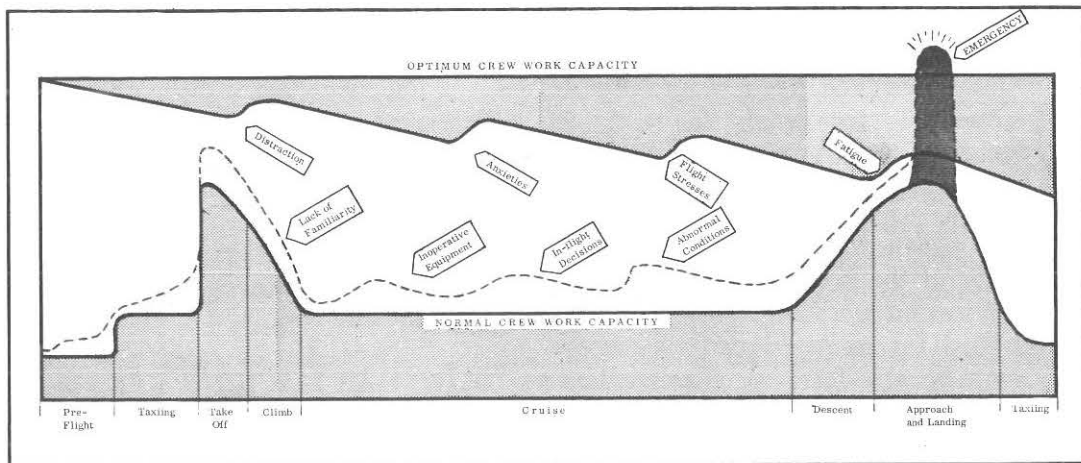 EMERGENCY
OPTIMUM CREW WORK CAPACITY
Distraction
Anxieties
Flight
Stresses
Fatigue
Lack of
Familiarity
Inoperative
Equipment
In-flight
Decisions
Abnormal
Conditions
NORMAL CREW WORK CAPACITY
Pre-
Flight
Taxiing
Take
Off
Climb
Cruise
Descent
Approach
and Landing
Taxiing